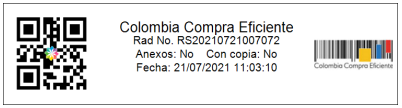 Colombia Compra Eficiente
Rad No. RS20210721007072
Anexos: No Con copia: No
Fecha: 21/07/2021 11:03:10
Colombia Compra Eficiente